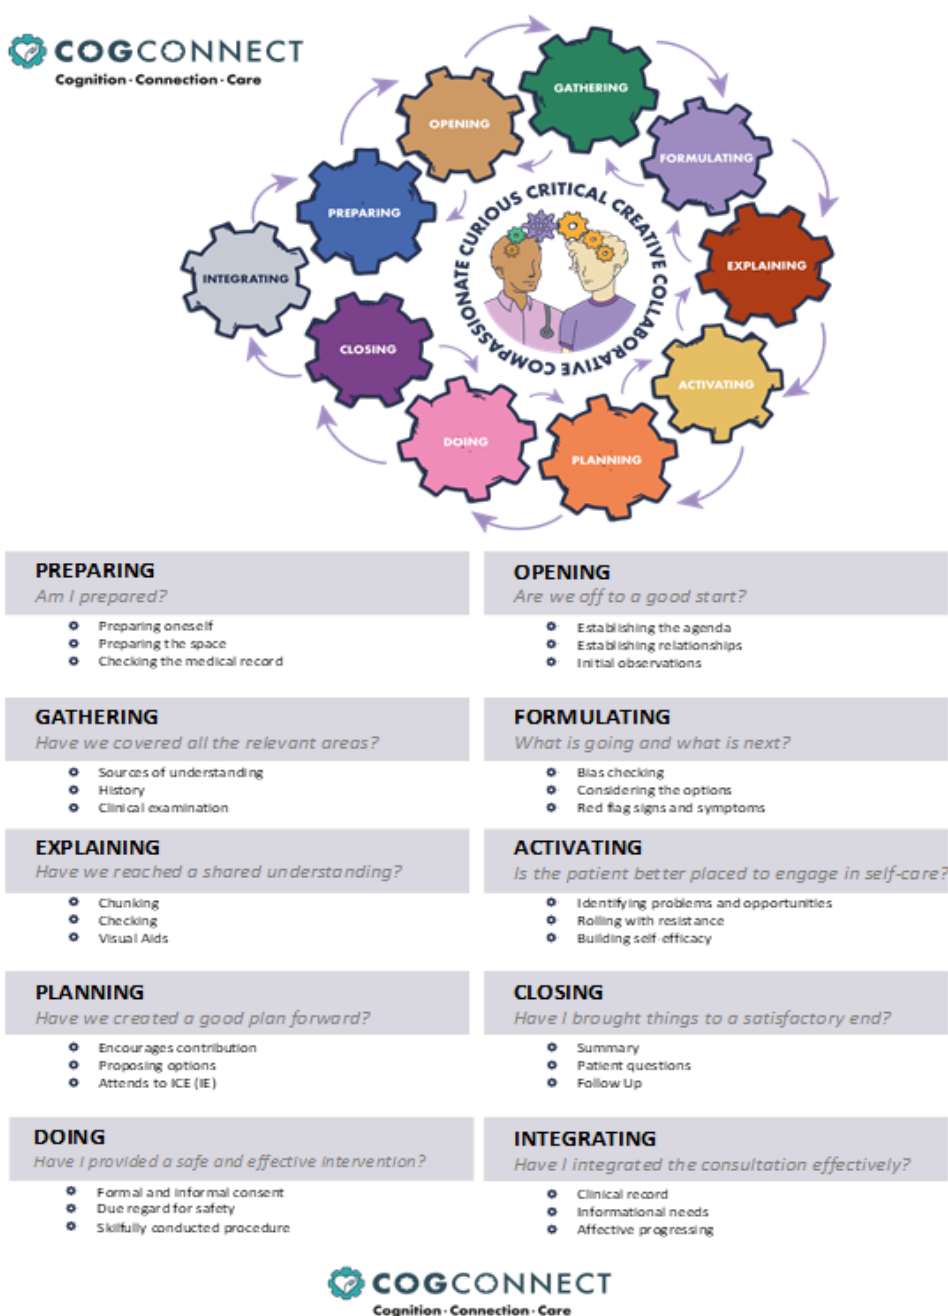 COGCONNECT
Cognition · Connection · Care
GATHERING
OPENING
FORMULATING
PREPARING
EXPLAINING
INTEGRATING
CLOSING
ACTIVATING
DOING
PLANNING
COMPASSIONATE CURIOUS CRITICAL CREATIVE COLLABORATIVE
PREPARING
Am I prepared?
Preparing oneself
Preparing the space
Checking the medical record
OPENING
Are we off to a good start?
Establishing the agenda
Establishing relationships
Initial observations
GATHERING
Have we covered all the relevant areas?
Sources of understanding
History
Clinical examination
FORMULATING
What is going and what is next?
Bias checking
Considering the options
Red flag signs and symptoms
EXPLAINING
Have we reached a shared understanding?
Chunking
Checking
Visual Aids
ACTIVATING
Is the patient better placed to engage in self-care?
Identifying problems and opportunities
Rolling with resistance
Building self-efficacy
PLANNING
Have we created a good plan forward?
Encourages contribution
Proposing options
Attends to ICE (IE)
CLOSING
Have I brought things to a satisfactory end?
Summary
Patient questions
Follow Up
DOING
Have I provided a safe and effective intervention?
Formal and informal consent
Due regard for safety
Skilfully conducted procedure
INTEGRATING
Have I integrated the consultation effectively?
Clinical record
Informational needs
Affective progressing
COGCONNECT
Cognition · Connection · Care